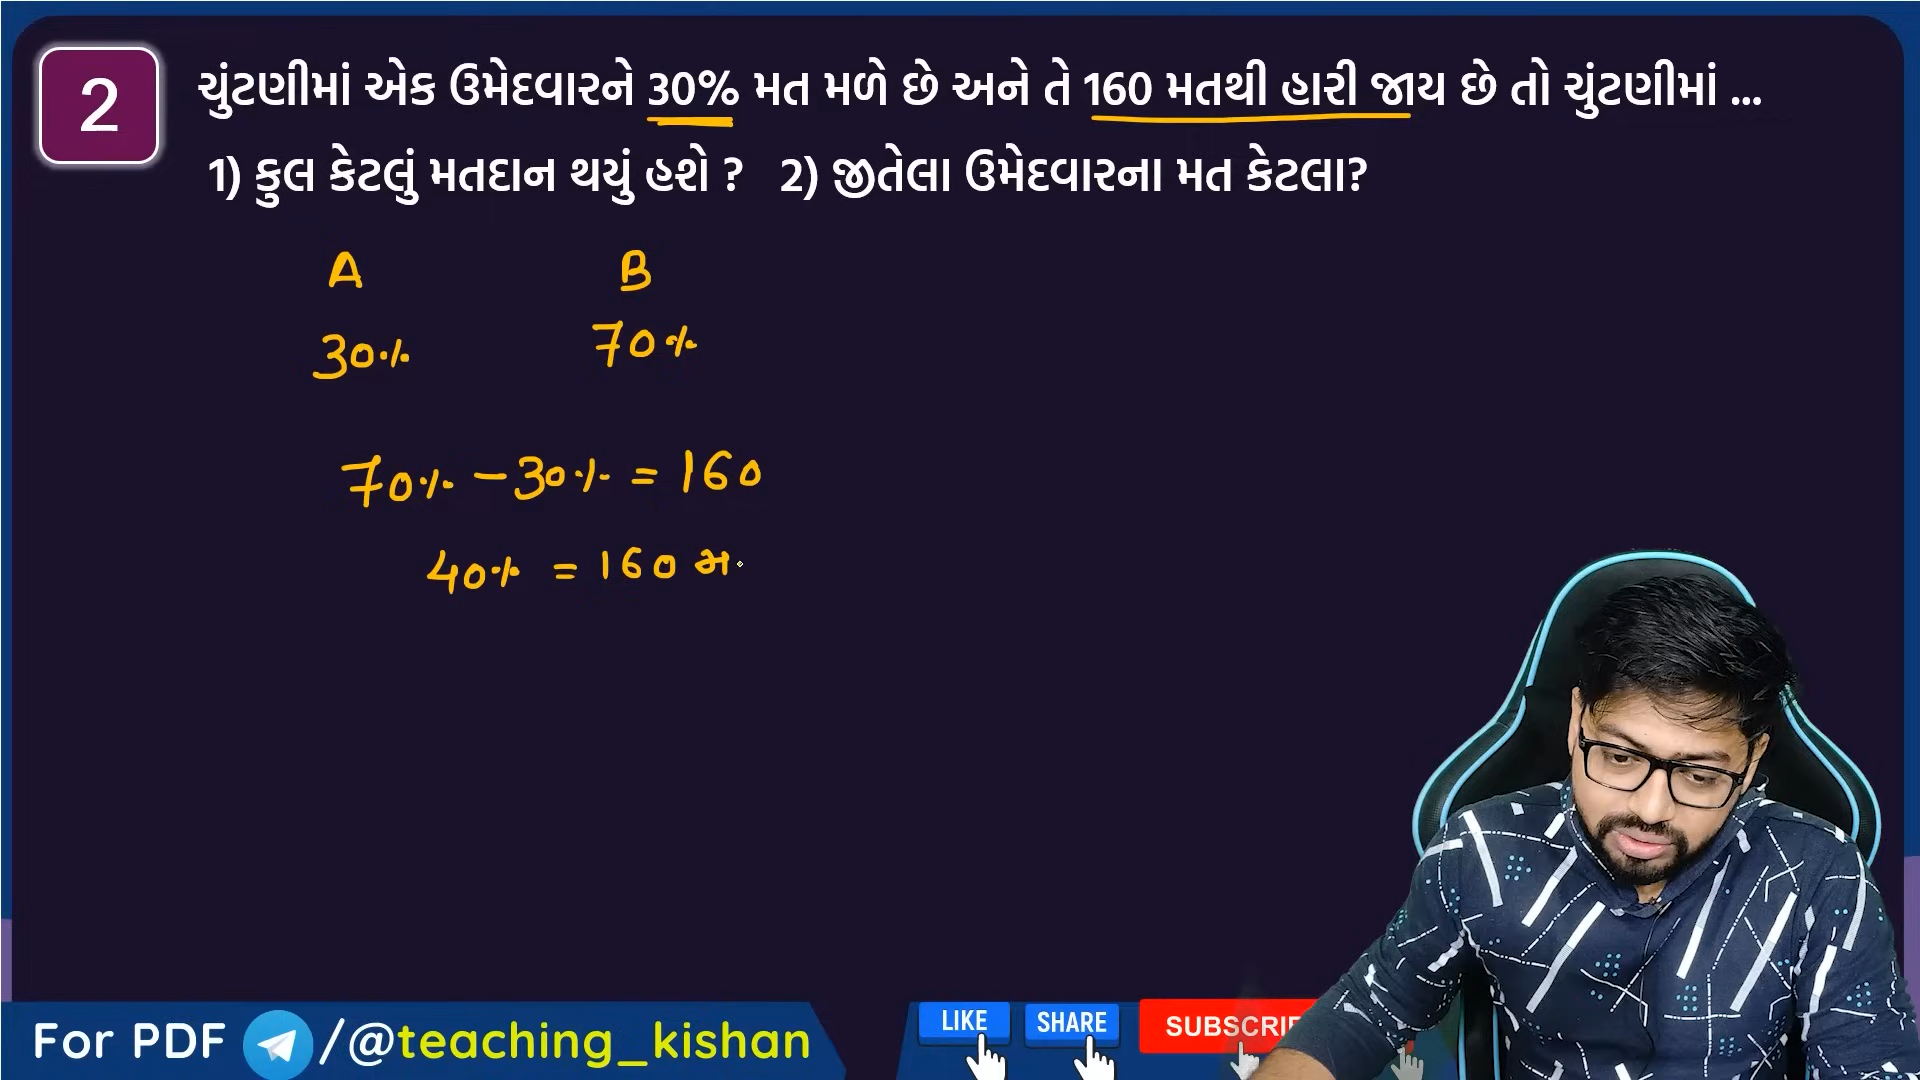 2
ચુંટણીમાં એક ઉમેદવારને 30% મત મળે છે અને તે 160 મતથી હારી જાય છે તો ચુંટણીમાં ...
1) કુલ કેટલું મતદાન થયું હશે ? 2) જીતેલા ઉમેદવારના મત કેટલા?
A B
30% 70%
70% - 30% = 160
40% = 160 મ
For PDF /@teaching_kishan
LIKE SHARE